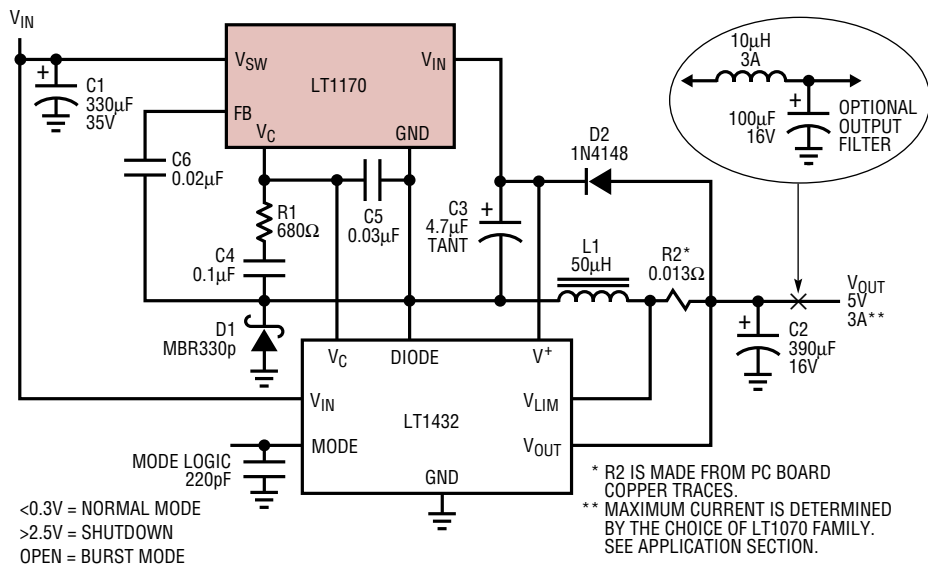 VIN
C1
330µF
35V
+
VSW
VIN
LT1170
FB
VC
GND
C6
0.02µF
R1
680Ω
C5
0.03µF
C4
0.1µF
C3
4.7µF
TANT
+
D2
1N4148
L1
50µH
R2*
0.013Ω
10µH
3A
+
100µF
16V
OPTIONAL
OUTPUT
FILTER
VOUT
5V
3A**
+
C2
390µF
16V
D1
MBR330p
VC
DIODE
V+
VIN
VLIM
LT1432
MODE
VOUT
GND
MODE LOGIC
220pF
<0.3V = NORMAL MODE
>2.5V = SHUTDOWN
OPEN = BURST MODE
* R2 IS MADE FROM PC BOARD
COPPER TRACES.
** MAXIMUM CURRENT IS DETERMINED
BY THE CHOICE OF LT1070 FAMILY.
SEE APPLICATION SECTION.